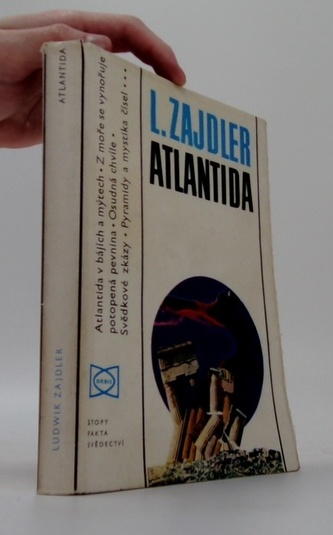 ATLANTIDA
LUDWIK ZAJDLER
Atlantida v bájích a mýtech • Z moře se vynořuje
potopená pevnina • Osudná chvíle •
Svědkové zkázy • Pyramidy a mystika čísel • • •
ORBIS
STOPY
FAKTA
SVĚDECTVÍ
L. ZAJDLER
ATLANTIDA